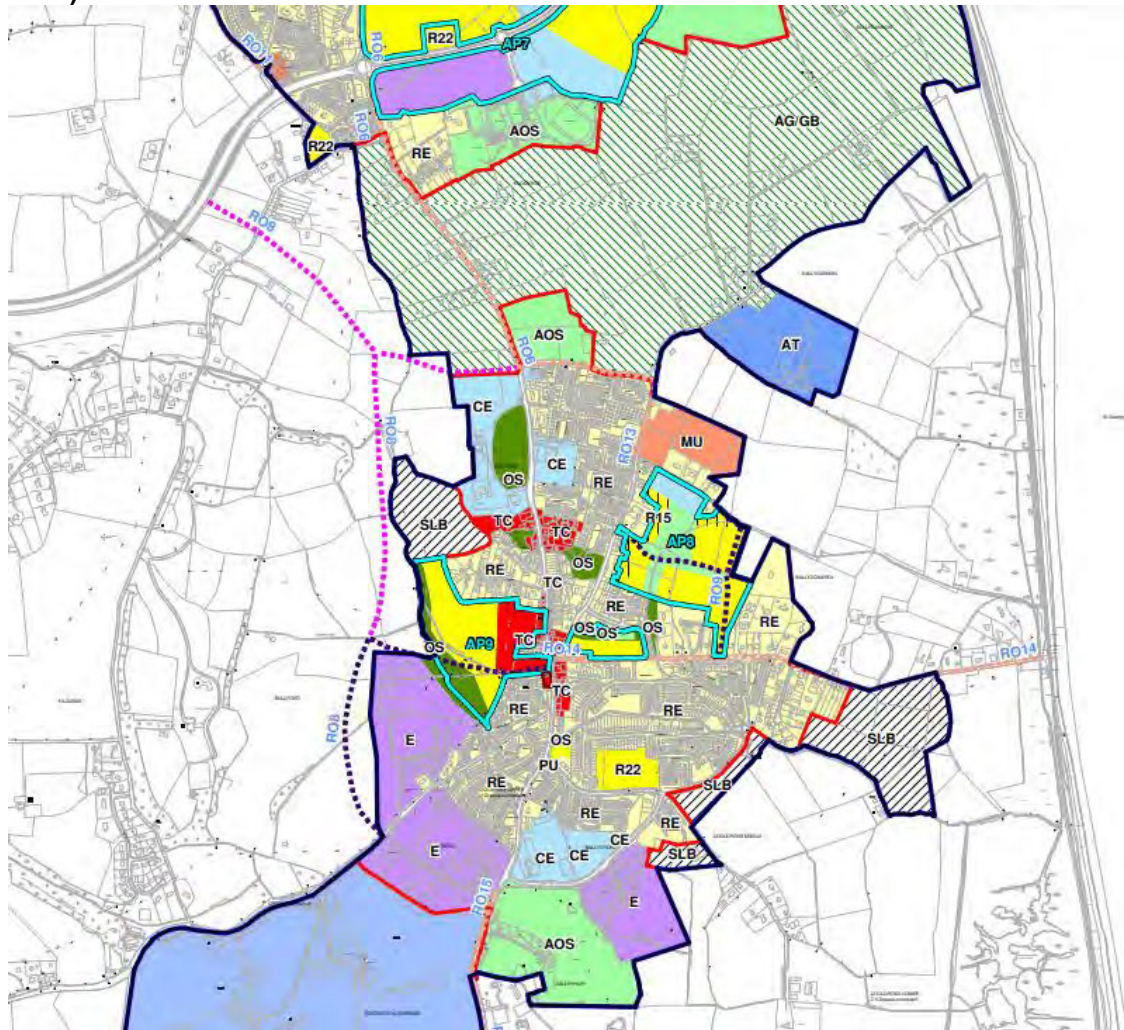 R22
AP7
RO6
RO11
AG/GB
AOS
R22
RO6
RE
RO9
AOS
RO6
AT
CE
RO8
RO13
MU
CE
OS
RE
SLB
TC
TC
R15
AP8
OS
RE
TC
RO9
RE
OS
OS
OS
RE
OS
AP9
TC
RO14
RO14
TC
RE
RE
SLB
RO8
E
OS
PU
R22
RE
SLB
RE
RE
CE
CE
CE
SLB
E
E
RO15
AOS